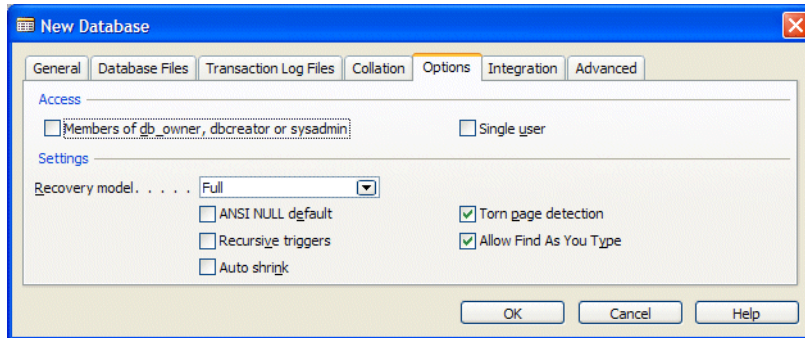 New Database
General Database Files Transaction Log Files Collation Options Integration Advanced
Access
Members of db_owner, dbcreator or sysadmin Single user
Settings
Recovery model. . . . . Full
ANSI NULL default Torn page detection
Recursive triggers Allow Find As You Type
Auto shrink
OK Cancel Help